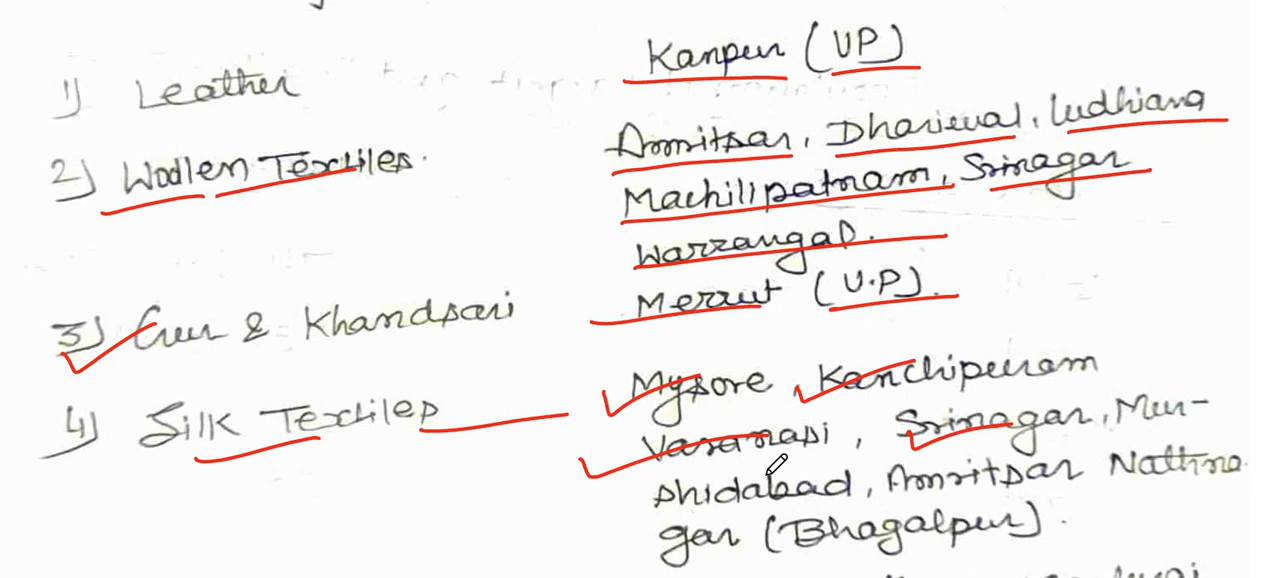 1) Leather Kanpur (UP)
2) Woollen Textiles. Amritsar, Dhariwal, Ludhiana
Machilipatnam, Srinagar
Warrangal.
3) Gur & Khandsari Merrut (U.P).
4) Silk Textiles Mysore, Kanchipuram
Varanasi, Srinagar, Mur-
shidabad, Amritsar Nathna
gar (Bhagalpur).